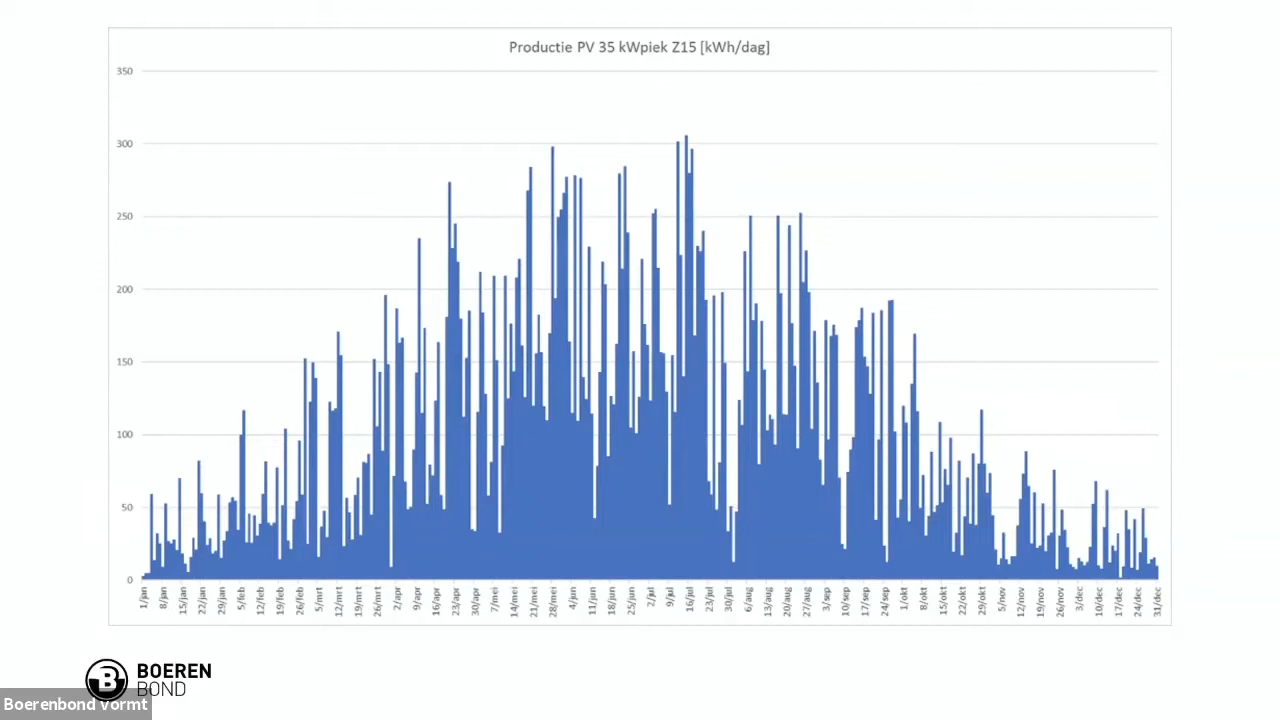 Productie PV 35 kWpiek Z15 [kWh/dag]
350
300
250
200
150
100
50
0
1/jan
8/jan
15/jan
22/jan
29/jan
5/feb
12/feb
19/feb
26/feb
5/mrt
12/mrt
19/mrt
26/mrt
2/apr
9/apr
16/apr
23/apr
30/apr
7/mei
14/mei
21/mei
28/mei
4/jun
11/jun
18/jun
25/jun
2/jul
9/jul
16/jul
23/jul
30/jul
6/aug
13/aug
20/aug
27/aug
3/sep
10/sep
17/sep
24/sep
1/okt
8/okt
15/okt
22/okt
29/okt
5/nov
12/nov
19/nov
26/nov
3/dec
10/dec
17/dec
24/dec
31/dec
B
BOEREN
BOND
Boerenbond Vormt